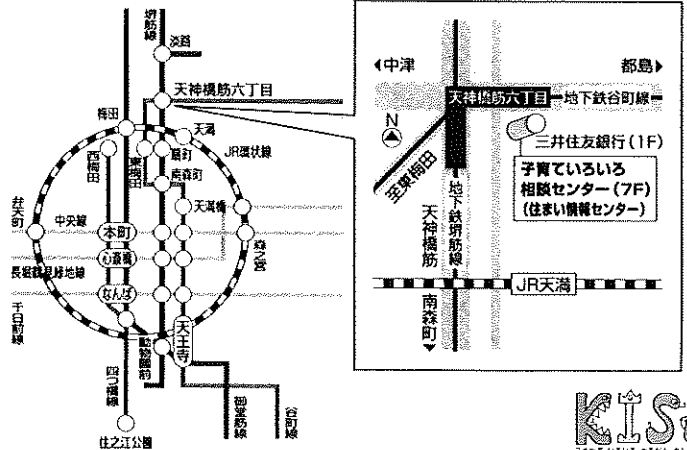 堺筋線
淡路
天神橋筋六丁目
梅田
天満
西梅田
東梅田
扇町
JR環状線
南森町
弁天町
天満橋
中央線
本町
森之宮
心斎橋
長堀鶴見緑地線
なんば
千日前線
天王寺
動物園前
四つ橋線
御堂筋線
谷町線
住之江公園
中津
都島
天神橋筋六丁目
地下鉄谷町線
N
三井住友銀行(1F)
至東梅田
子育ていろいろ
相談センター(7F)
(住まい情報センター)
地下鉄堺筋線
天神橋筋
JR天満
南森町
KIS